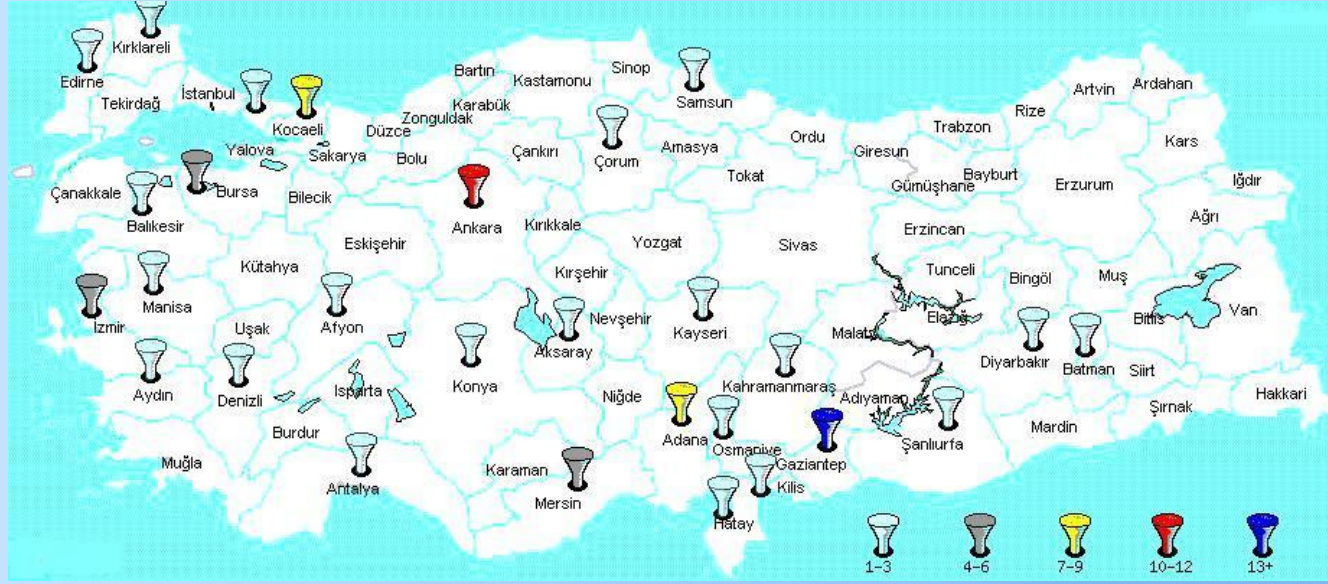 Kırklareli
Edirne
Tekirdağ
İstanbul
Kocaeli
Yalova
Sakarya
Düzce
Bolu
Zonguldak
Bartın
Karabük
Kastamonu
Sinop
Samsun
Çankırı
Çorum
Amasya
Ordu
Giresun
Trabzon
Rize
Artvin
Ardahan
Kars
Iğdır
Tokat
Gümüşhane
Bayburt
Erzurum
Ağrı
Çanakkale
Balıkesir
Bursa
Bilecik
Eskişehir
Ankara
Kırıkkale
Yozgat
Sivas
Erzincan
Tunceli
Bingöl
Muş
Bitlis
Van
Kütahya
Manisa
İzmir
Uşak
Afyon
Kırşehir
Nevşehir
Aksaray
Kayseri
Malatya
Elazığ
Diyarbakır
Batman
Siirt
Şırnak
Hakkari
Aydın
Denizli
Isparta
Burdur
Konya
Niğde
Kahramanmaraş
Adıyaman
Şanlıurfa
Mardin
Muğla
Antalya
Karaman
Mersin
Adana
Osmaniye
Gaziantep
Kilis
Hatay
1-3
4-6
7-9
10-12
13+